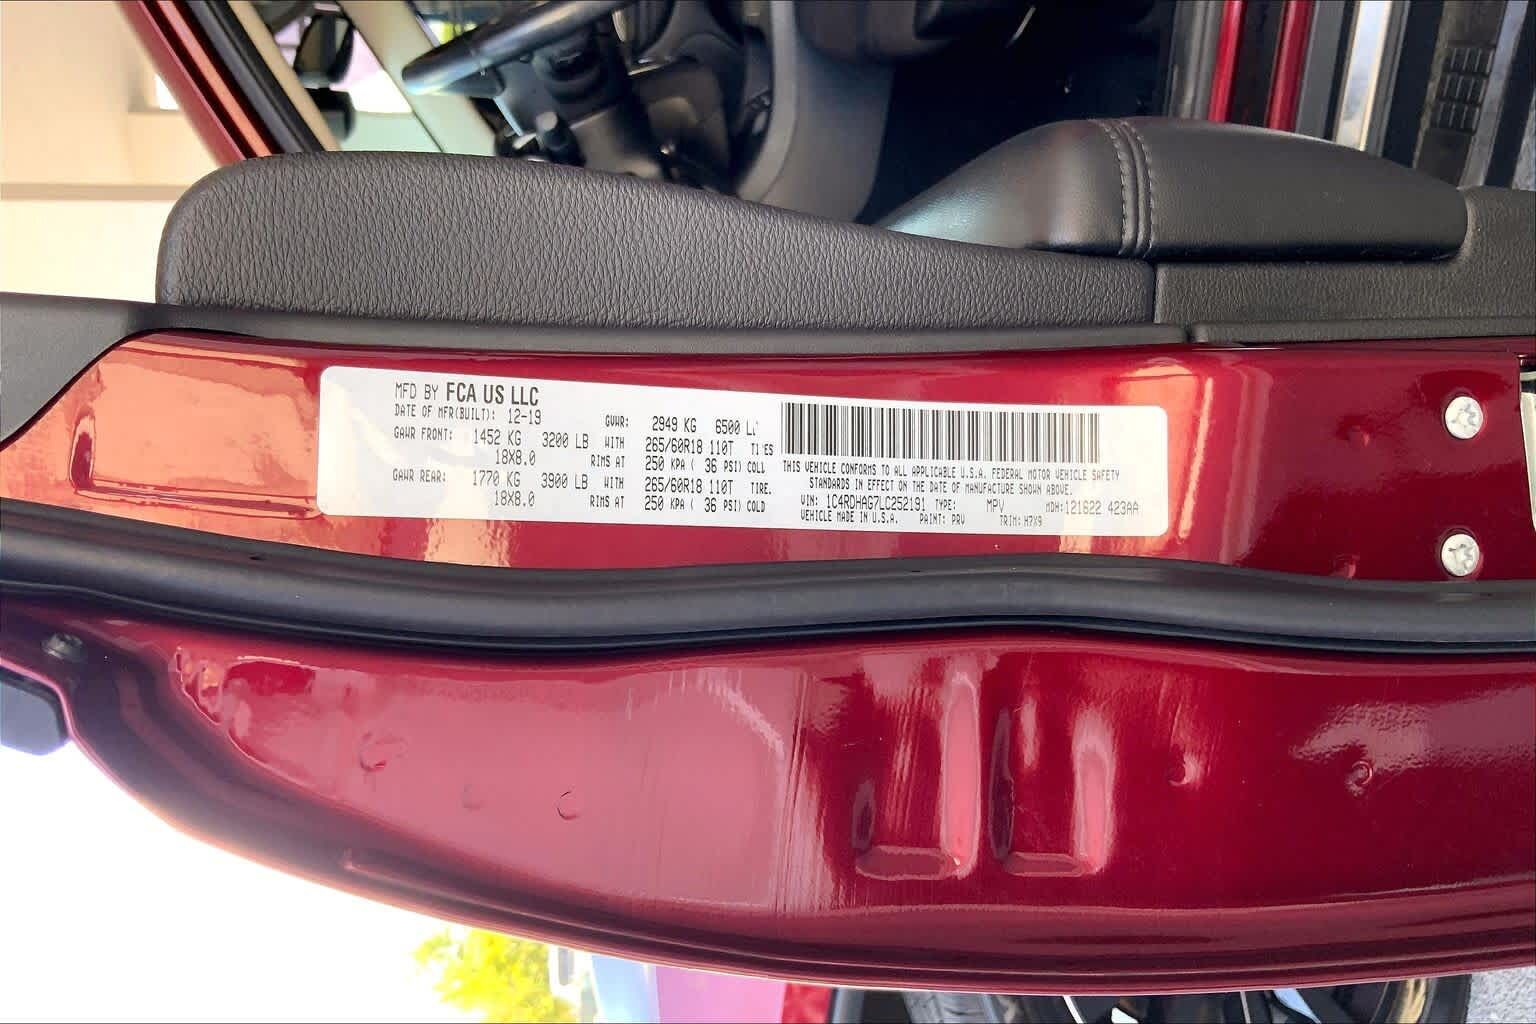 MFD BY FCA US LLC
DATE OF MFR(BUILT): 12-19 GVWR: 2949 KG 6500
GAWR FRONT: 1452 KG 3200 LB WITH 265/60R18 110T
18X8.0 RIMS AT 250 KPA ( 36 PSI) COLD
GAWR REAR: 1770 KG 3900 LB WITH 265/60R18 110T
18X8.0 RIMS AT 250 KPA ( 36 PSI) COLD
THIS VEHICLE CONFORMS TO ALL APPLICABLE U.S.A. FEDERAL MOTOR VEHICLE SAFETY
STANDARDS IN EFFECT ON THE DATE OF MANUFACTURE SHOWN ABOVE.
VIN: 1C4RDHAG7LC252191 TYPE: MPV MDH:121622 423AA
VEHICLE MADE IN U.S.A. PAINT: PRV TRIM: H7X9